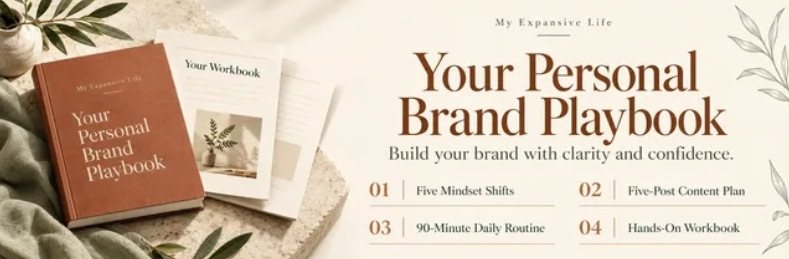 My Expansive Life
Your
Personal
Brand
Playbook
Your Workbook
My Expansive Life
Your Personal
Brand Playbook
Build your brand with clarity and confidence.
01 Five Mindset Shifts
02 Five-Post Content Plan
03 90-Minute Daily Routine
04 Hands-On Workbook